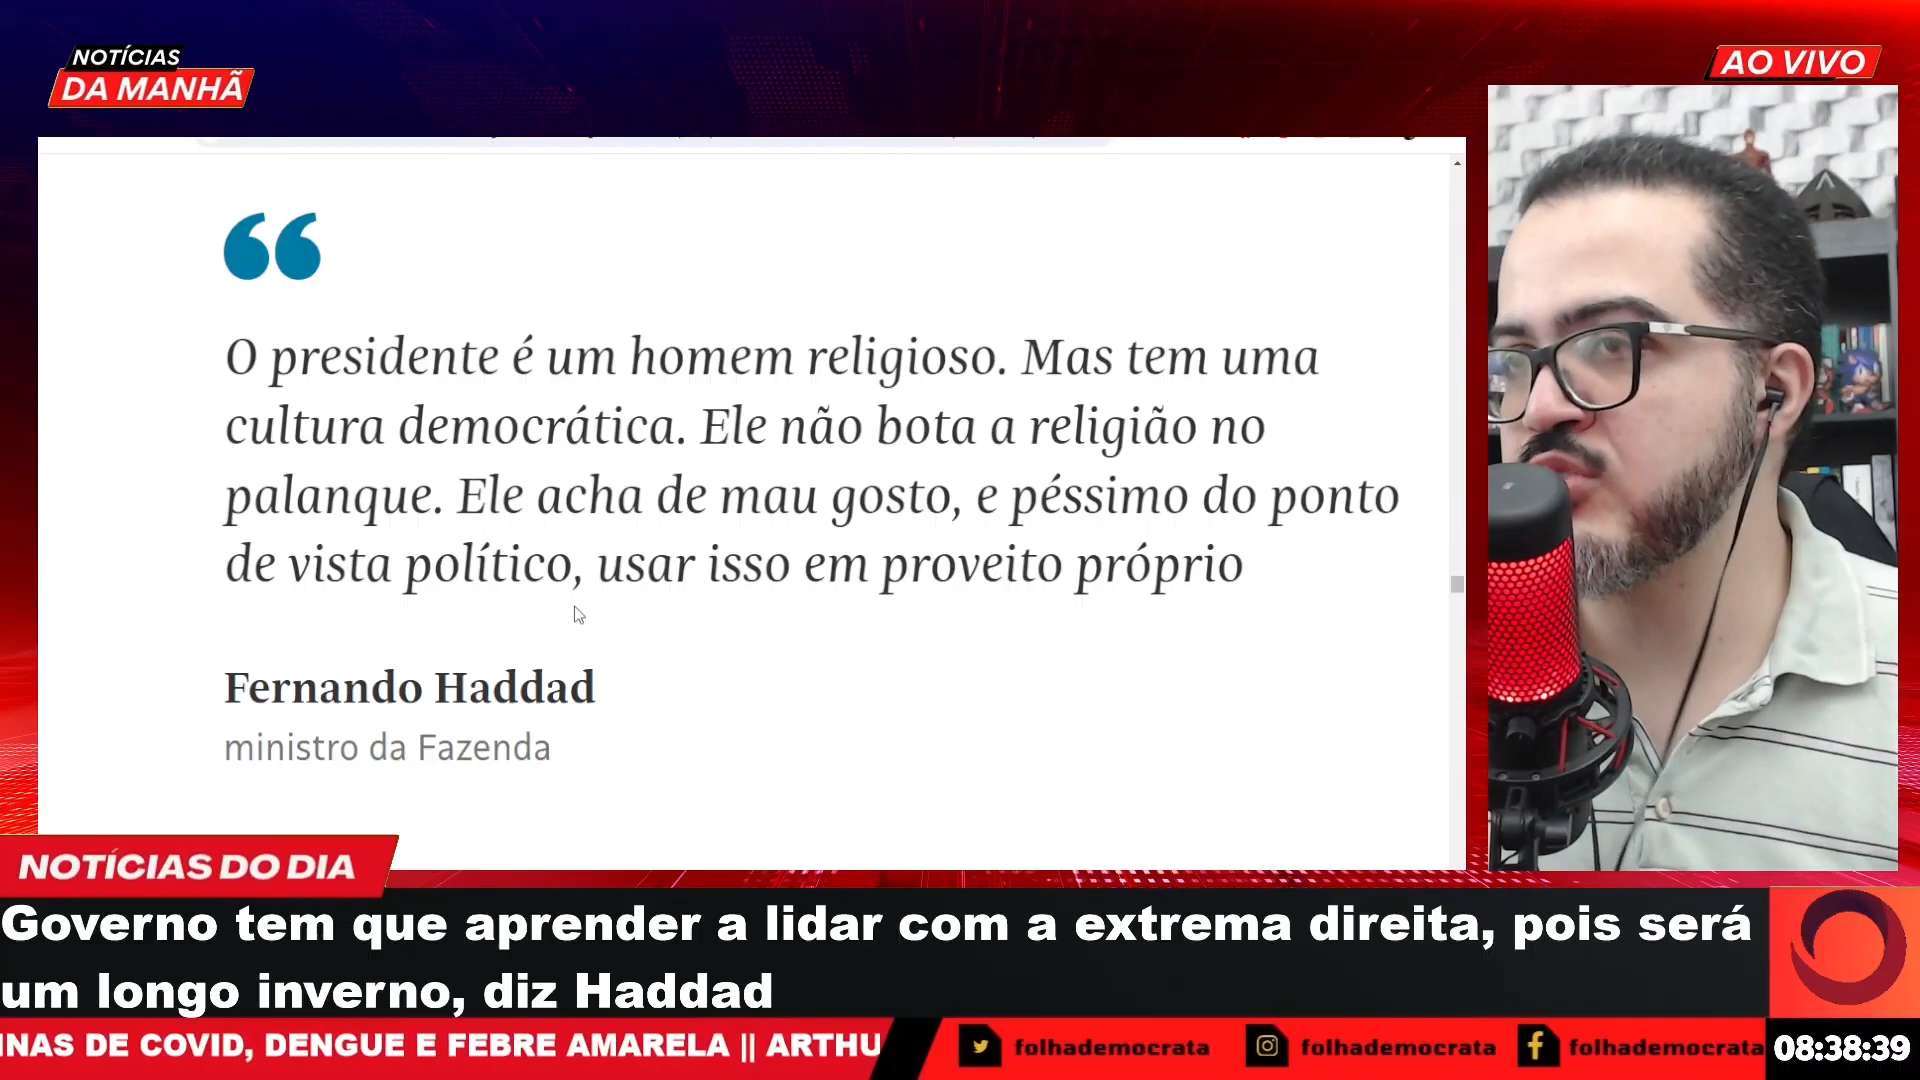 NOTÍCIAS
DA MANHÃ
AO VIVO
O presidente é um homem religioso. Mas tem uma
cultura democrática. Ele não bota a religião no
palanque. Ele acha de mau gosto, e péssimo do ponto
de vista político, usar isso em proveito próprio
Fernando Haddad
ministro da Fazenda
NOTÍCIAS DO DIA
Governo tem que aprender a lidar com a extrema direita, pois será
um longo inverno, diz Haddad
INAS DE COVID, DENGUE E FEBRE AMARELA || ARTHU
folhademocrata
folhademocrata
folhademocrata
08:38:39